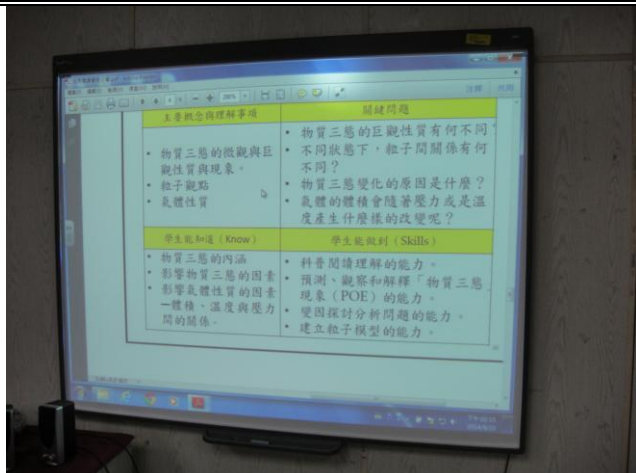 主要概念與理解事項
關鍵問題
• 物質三態的微觀與巨
觀性質與現象。
• 粒子觀點
• 氣體性質
• 物質三態的巨觀性質有何不同?
• 不同狀態下,粒子間關係有何
不同?
• 物質三態變化的原因是什麼?
• 氣體的體積會隨著壓力或是溫
度產生什麼樣的改變呢?
學生能知道(Know)
學生能做到(Skills)
• 物質三態的內涵
• 影響物質三態的因素
• 影響氣體性質的因素
—體積、溫度與壓力
間的關係。
• 科普閱讀理解的能力。
• 預測、觀察和解釋「物質三態
現象(POE)的能力。
• 變因探討分析問題的能力。
• 建立粒子模型的能力。